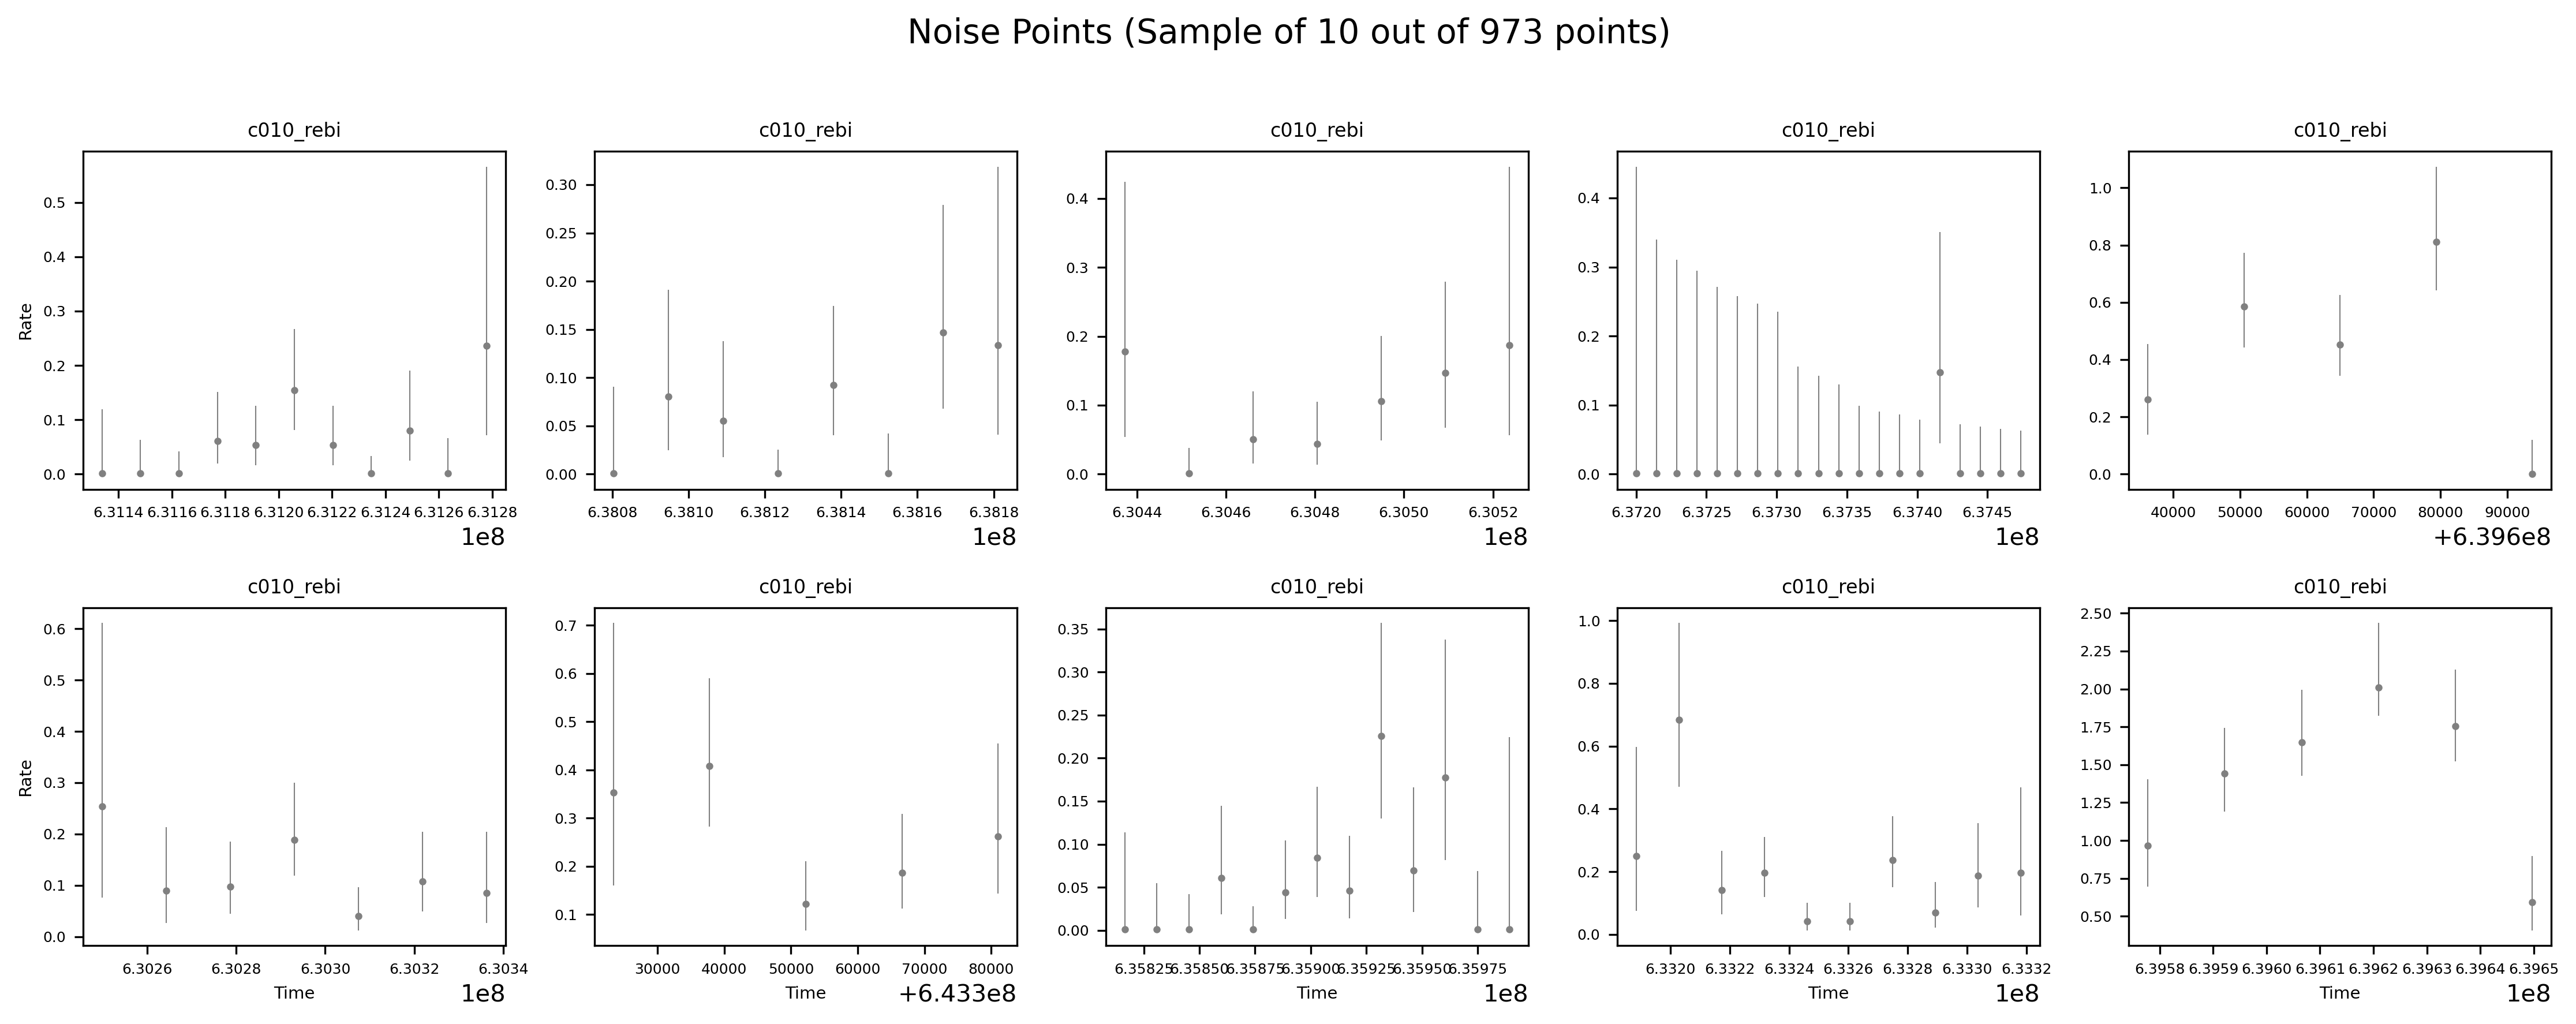 Noise Points (Sample of 10 out of 973 points)
c010_rebi
c010_rebi
c010_rebi
c010_rebi
c010_rebi
Rate
0.5
0.4
0.3
0.2
0.1
0.0
6.3114 6.3116 6.3118 6.3120 6.3122 6.3124 6.3126 6.3128
1e8
0.30
0.25
0.20
0.15
0.10
0.05
0.00
6.3808 6.3810 6.3812 6.3814 6.3816 6.3818
1e8
0.4
0.3
0.2
0.1
0.0
6.3044 6.3046 6.3048 6.3050 6.3052
1e8
0.4
0.3
0.2
0.1
0.0
6.3720 6.3725 6.3730 6.3735 6.3740 6.3745
1e8
1.0
0.8
0.6
0.4
0.2
0.0
40000 50000 60000 70000 80000 90000
+6.396e8
c010_rebi
c010_rebi
c010_rebi
c010_rebi
c010_rebi
Rate
0.6
0.5
0.4
0.3
0.2
0.1
0.0
6.3026 6.3028 6.3030 6.3032 6.3034
Time
1e8
0.7
0.6
0.5
0.4
0.3
0.2
0.1
30000 40000 50000 60000 70000 80000
Time
+6.433e8
0.35
0.30
0.25
0.20
0.15
0.10
0.05
0.00
6.35825 6.35850 6.35875 6.35900 6.35925 6.35950 6.35975
Time
1e8
1.0
0.8
0.6
0.4
0.2
0.0
6.3320 6.3322 6.3324 6.3326 6.3328 6.3330 6.3332
Time
1e8
2.50
2.25
2.00
1.75
1.50
1.25
1.00
0.75
0.50
6.3958 6.3959 6.3960 6.3961 6.3962 6.3963 6.3964 6.3965
Time
1e8